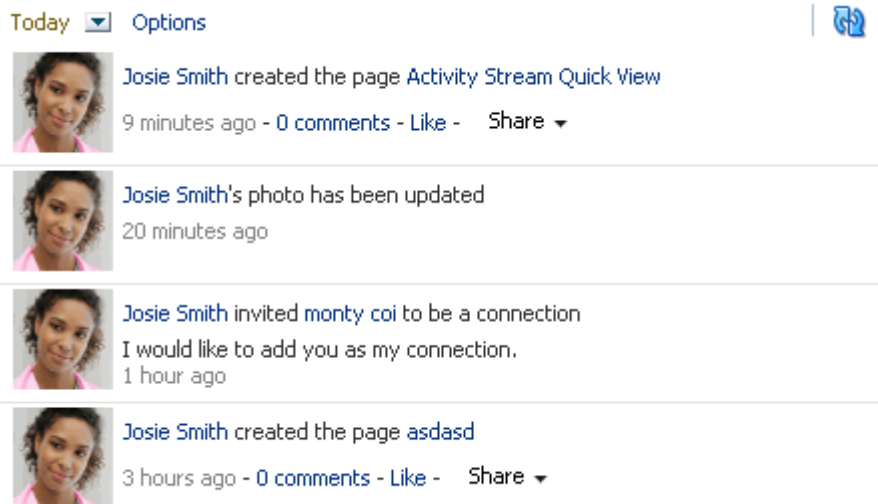 Today Options
Josie Smith created the page Activity Stream Quick View
9 minutes ago - 0 comments - Like - Share
Josie Smith's photo has been updated
20 minutes ago
Josie Smith invited monty coi to be a connection
I would like to add you as my connection.
1 hour ago
Josie Smith created the page asdasd
3 hours ago - 0 comments - Like - Share